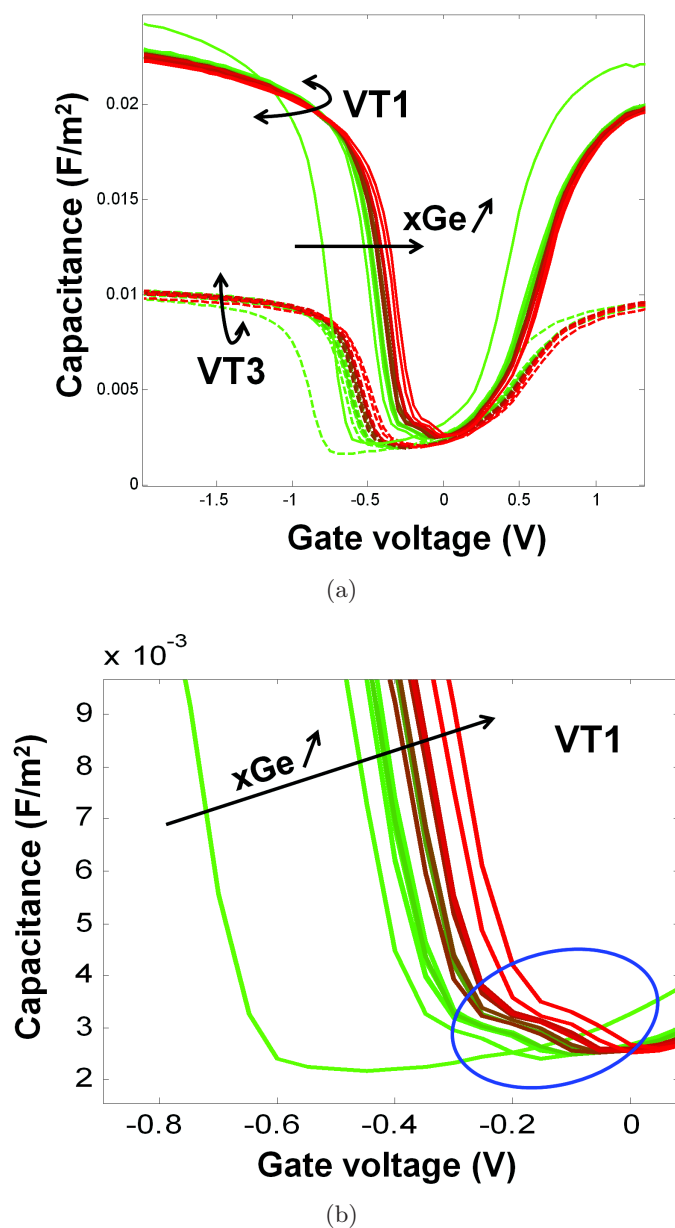 Capacitance (F/m²)
0.02
0.015
0.01
0.005
0
VT1
xGe
VT3
-1.5
-1
-0.5
0
0.5
1
Gate voltage (V)
(a)
x 10⁻³
Capacitance (F/m²)
9
8
7
6
5
4
3
2
xGe
VT1
-0.8
-0.6
-0.4
-0.2
0
Gate voltage (V)
(b)